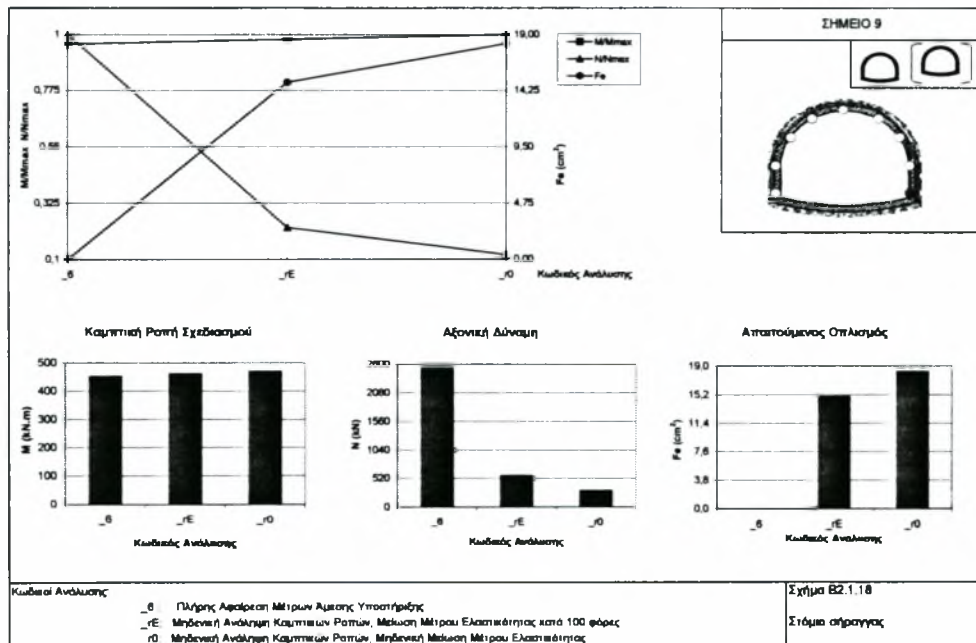 1
0,775
0,55
0,325
0,1
M/Mmax N/Nmax
19,00
14,25
9,50
4,75
0,00
Fe (cm²)
_6
_rE
_r0
Κωδικός Ανάλυσης
M/Mmax
N/Nmax
Fe
ΣΗΜΕΙΟ 9
Καμπτική Ροπή Σχεδιασμού
500
400
300
200
100
0
M (kN.m)
_6
_rE
_r0
Κωδικός Ανάλυσης
Αξονική Δύναμη
2600
2080
1560
1040
520
0
N (kN)
_6
_rE
_r0
Κωδικός Ανάλυσης
Απαιτούμενος Οπλισμός
19,0
15,2
11,4
7,6
3,8
0,0
Fe (cm²)
_6
_rE
_r0
Κωδικός Ανάλυσης
Κωδικοί Ανάλυσης
_6 Πλήρης Αφαίρεση Μέτρων Άμεσης Υποστήριξης
_rE: Μηδενική Ανάληψη Καμπτικών Ροπών, Μείωση Μέτρου Ελαστικότητας κατά 100 φόρες
r0: Μηδενική Ανάληψη Καμπτικών Ροπών, Μηδενική Μείωση Μέτρου Ελαστικότητας
Σχήμα B2.1.18
Στόμιο σήραγγας